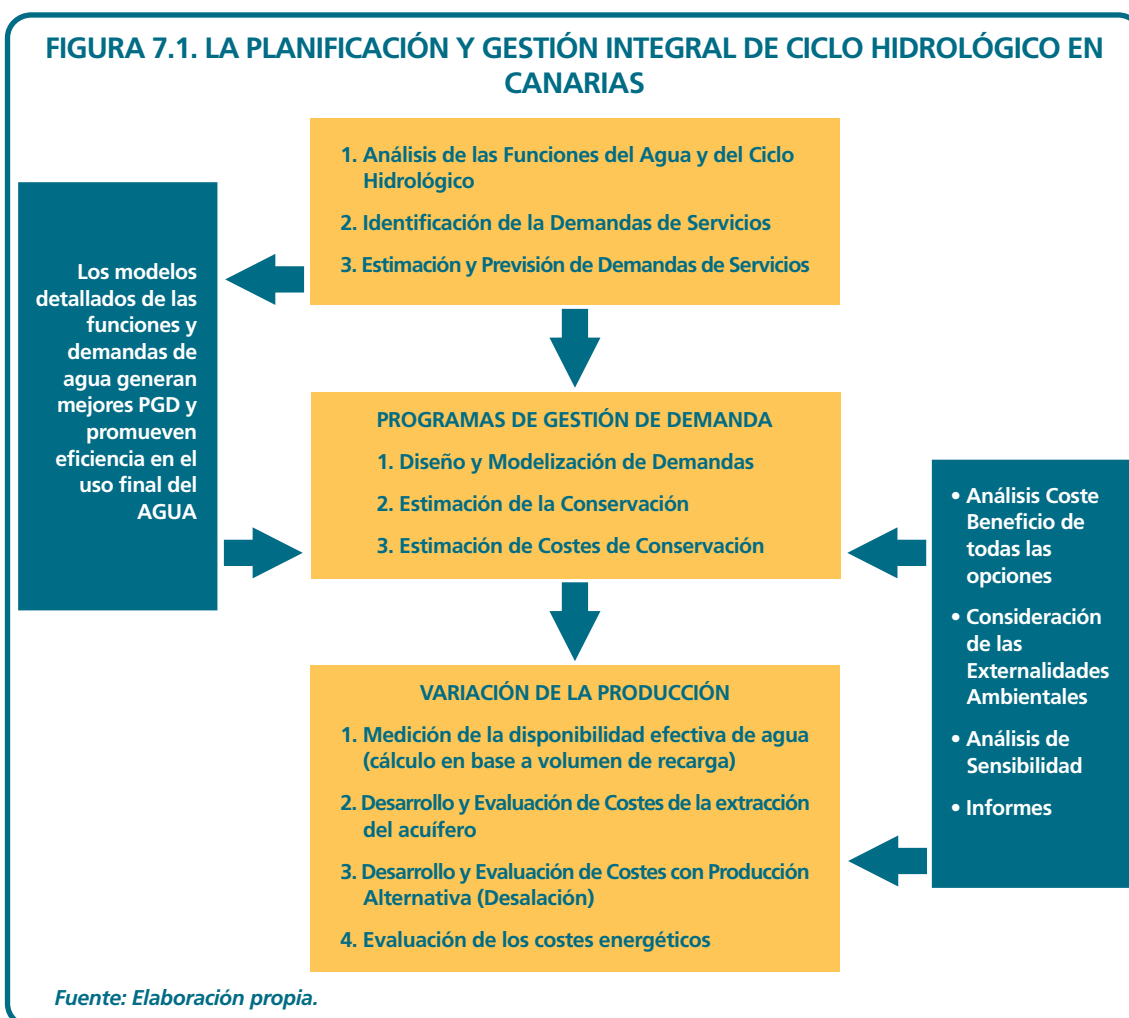 FIGURA 7.1. LA PLANIFICACIÓN Y GESTIÓN INTEGRAL DE CICLO HIDROLÓGICO EN
CANARIAS
1. Análisis de las Funciones del Agua y del Ciclo
Hidrológico
2. Identificación de la Demandas de Servicios
3. Estimación y Previsión de Demandas de Servicios
Los modelos
detallados de las
funciones y
demandas de
agua generan
mejores PGD y
promueven
eficiencia en el
uso final del
AGUA
PROGRAMAS DE GESTIÓN DE DEMANDA
1. Diseño y Modelización de Demandas
2. Estimación de la Conservación
3. Estimación de Costes de Conservación
• Análisis Coste
Beneficio de
todas las
opciones
• Consideración
de las
Externalidades
Ambientales
• Análisis de
Sensibilidad
• Informes
VARIACIÓN DE LA PRODUCCIÓN
1. Medición de la disponibilidad efectiva de agua
(cálculo en base a volumen de recarga)
2. Desarrollo y Evaluación de Costes de la extracción
del acuífero
3. Desarrollo y Evaluación de Costes con Producción
Alternativa (Desalación)
4. Evaluación de los costes energéticos
Fuente: Elaboración propia.